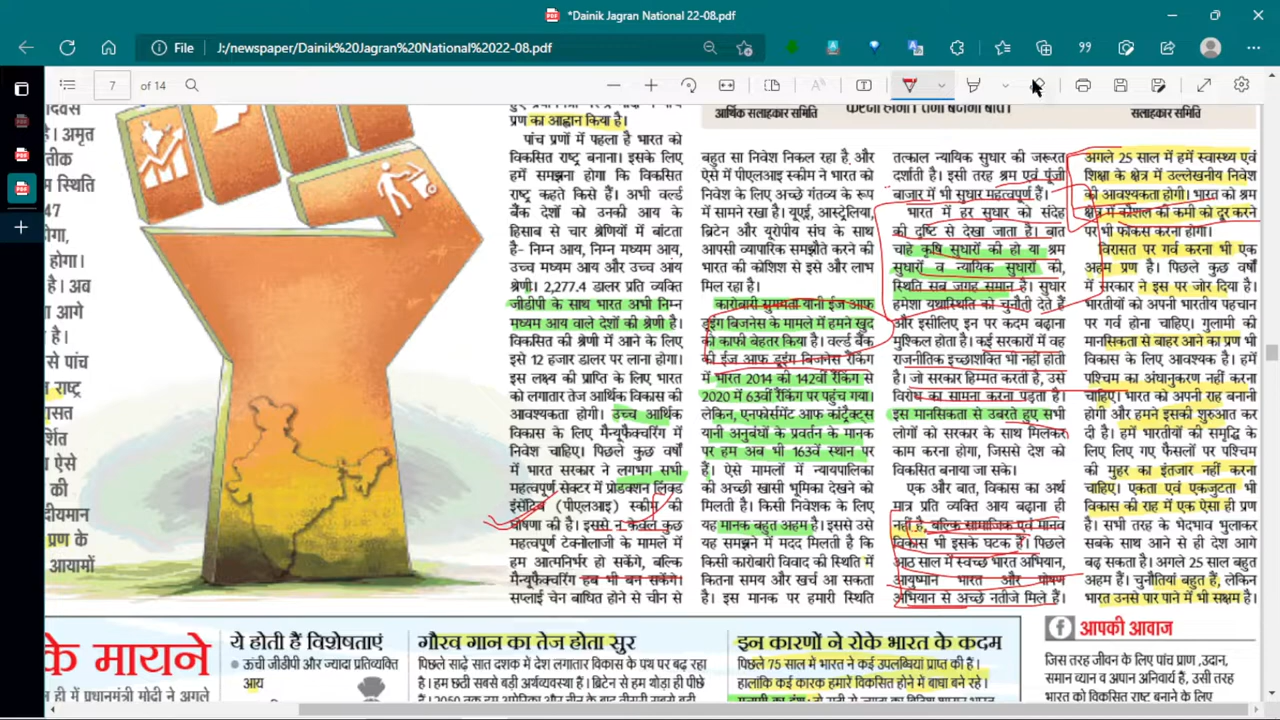 *Dainik Jagran National 22-08.pdf
File
J:/newspaper/Dainik%20Jagran%20National%2022-08.pdf
7
of 14
दिवस
है। अमृत
तीक
म स्थिति
47
होगा,
होगा।
है। अब
ा आगे
है।
से पांच
राष्ट्र
ासत
र्शित
ऐसे
की
दीयमान
प्रण के
आयामों
प्रण का आह्वान किया है।
पांच प्रणों में पहला है भारत को
विकसित राष्ट्र बनाना। इसके लिए
हमें समझना होगा कि विकसित
राष्ट्र कहते किसे हैं। अभी वर्ल्ड
बैंक देशों को उनकी आय के
हिसाब से चार श्रेणियों में बांटता
है- निम्न आय, निम्न मध्यम आय,
उच्च मध्यम आय और उच्च आय
श्रेणी। 2,277.4 डालर प्रति व्यक्ति
जीडीपी के साथ भारत अभी निम्न
मध्यम आय वाले देशों की श्रेणी है।
विकसित की श्रेणी में आने के लिए
इसे 12 हजार डालर पर लाना होगा।
इस लक्ष्य की प्राप्ति के लिए भारत
को लगातार तेज आर्थिक विकास की
आवश्यकता होगी। उच्च आर्थिक
विकास के लिए मैन्यूफैक्चरिंग में
निवेश चाहिए। पिछले कुछ वर्षों
में भारत सरकार ने लगभग सभी
महत्वपूर्ण सेक्टर में प्रोडक्शन लिंक्ड
इंसेंटिव (पीएलआइ) स्कीम की
घोषणा की है। इससे न केवल कुछ
महत्वपूर्ण टेक्नोलाजी के मामले में
हम आत्मनिर्भर हो सकेंगे, बल्कि
मैन्यूफैक्चरिंग हब भी बन सकेंगे।
सप्लाई चेन बाधित होने से चीन से
आर्थिक सलाहकार समिति
बहुत सा निवेश निकल रहा है और
ऐसे में पीएलआइ स्कीम ने भारत को
निवेश के लिए अच्छे गंतव्य के रूप
में सामने रखा है। यूएई, आस्ट्रेलिया,
ब्रिटेन और यूरोपीय संघ के साथ
आपसी व्यापारिक समझौते करने की
भारत की कोशिश से इसे और लाभ
मिल रहा है।
कारोबारी सुगमता यानी ईज आफ
डूइंग बिजनेस के मामले में हमने खुद
को काफी बेहतर किया है। वर्ल्ड बैंक
की ईज आफ डूइंग बिजनेस रैंकिंग
में भारत 2014 की 142वीं रैंकिंग से
2020 में 63वीं रैंकिंग पर पहुंच गया।
लेकिन, एनफोर्समेंट आफ कांट्रैक्ट्स
यानी अनुबंधों के प्रवर्तन के मानक
पर हम अब भी 163वें स्थान पर
हैं। ऐसे मामलों में न्यायपालिका
की अच्छी खासी भूमिका देखने को
मिलती है। किसी निवेशक के लिए
यह मानक बहुत अहम है। इससे उसे
यह समझने में मदद मिलती है कि
किसी कारोबारी विवाद की स्थिति में
कितना समय और खर्च आ सकता
है। इस मानक पर हमारी स्थिति
तत्काल न्यायिक सुधार की जरूरत
दर्शाती है। इसी तरह श्रम एवं पूंजी
बाजार में भी सुधार महत्वपूर्ण हैं।
भारत में हर सुधार को संदेह
की दृष्टि से देखा जाता है। बात
चाहे कृषि सुधारों की हो या श्रम
सुधारों व न्यायिक सुधारों की,
स्थिति सब जगह समान है। सुधार
हमेशा यथास्थिति को चुनौती देते हैं
और इसीलिए इन पर कदम बढ़ाना
मुश्किल होता है। कई सरकारों में वह
राजनीतिक इच्छाशक्ति भी नहीं होती
है। जो सरकार हिम्मत करती है, उसे
विरोध का सामना करना पड़ता है।
इस मानसिकता से उबरते हुए सभी
लोगों को सरकार के साथ मिलकर
काम करना होगा, जिससे देश को
विकसित बनाया जा सके।
एक और बात, विकास का अर्थ
मात्र प्रति व्यक्ति आय बढ़ाना ही
नहीं है, बल्कि सामाजिक एवं मानव
विकास भी इसके घटक हैं। पिछले
आठ साल में स्वच्छ भारत अभियान,
आयुष्मान भारत और पोषण
अभियान से अच्छे नतीजे मिले हैं।
सलाहकार समिति
अगले 25 साल में हमें स्वास्थ्य एवं
शिक्षा के क्षेत्र में उल्लेखनीय निवेश
की आवश्यकता होगी। भारत को श्रम
क्षेत्र में कौशल की कमी को दूर करने
पर भी फोकस करना होगा।
विरासत पर गर्व करना भी एक
अहम प्रण है। पिछले कुछ वर्षों
में सरकार ने इस पर जोर दिया है।
भारतीयों को अपनी भारतीय पहचान
पर गर्व होना चाहिए। गुलामी की
मानसिकता से बाहर आने का प्रण भी
विकास के लिए आवश्यक है। हमें
पश्चिम का अंधानुकरण नहीं करना
चाहिए। भारत को अपनी राह बनानी
होगी और हमने इसकी शुरुआत कर
दी है। हमें भारतीयों की समृद्धि के
लिए लिए गए फैसलों पर पश्चिम
की मुहर का इंतजार नहीं करना
चाहिए। एकता एवं एकजुटता भी
विकास की राह में एक ऐसा ही प्रण
है। सभी तरह के भेदभाव भुलाकर
सबके साथ आने से ही देश आगे
बढ़ सकता है। अगले 25 साल बहुत
अहम हैं। चुनौतियां बहुत हैं, लेकिन
भारत उनसे पार पाने में भी सक्षम है।
के मायने
ही में प्रधानमंत्री मोदी ने अगले
ये होती हैं विशेषताएं
ऊंची जीडीपी और ज्यादा प्रतिव्यक्ति
आय
गौरव गान का तेज होता सुर
पिछले साढ़े सात दशक में देश लगातार विकास के पथ पर बढ़ रहा
है। हम छठी सबसे बड़ी अर्थव्यवस्था हैं। ब्रिटेन से हम थोड़ा ही पीछे
इन कारणों ने रोके भारत के कदम
पिछले 75 साल में भारत ने कई उपलब्धियां प्राप्त की हैं।
हालांकि कई कारक हमारे विकसित होने में बाधा बने रहे।
आपकी आवाज
जिस तरह जीवन के लिए पांच प्राण ,उदान,
समान व्यान व अपान अनिवार्य हैं, उसी तरह
भारत को विकसित राष्ट्र बनाने के लिए